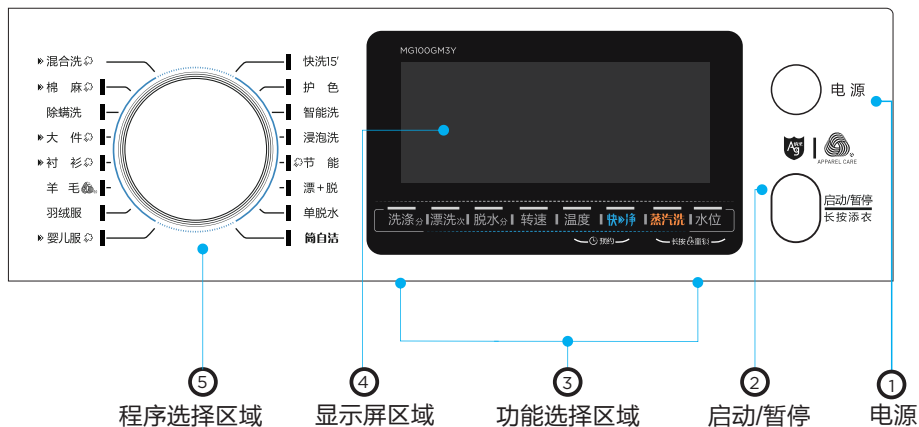 MG100GM3Y
混合洗
棉 麻
除螨洗
大 件
衬 衫
羊 毛
羽绒服
婴儿服
快洗15'
护 色
智能洗
浸泡洗
节 能
漂+脱
单脱水
筒自洁
洗涤分 漂洗次 脱水分 转速 温度 快净 蒸汽洗 水位
预约 长按 童锁
电源
Ag
APPAREL CARE
启动/暂停
长按添衣
5 4 3 2 1
程序选择区域 显示屏区域 功能选择区域 启动/暂停 电源